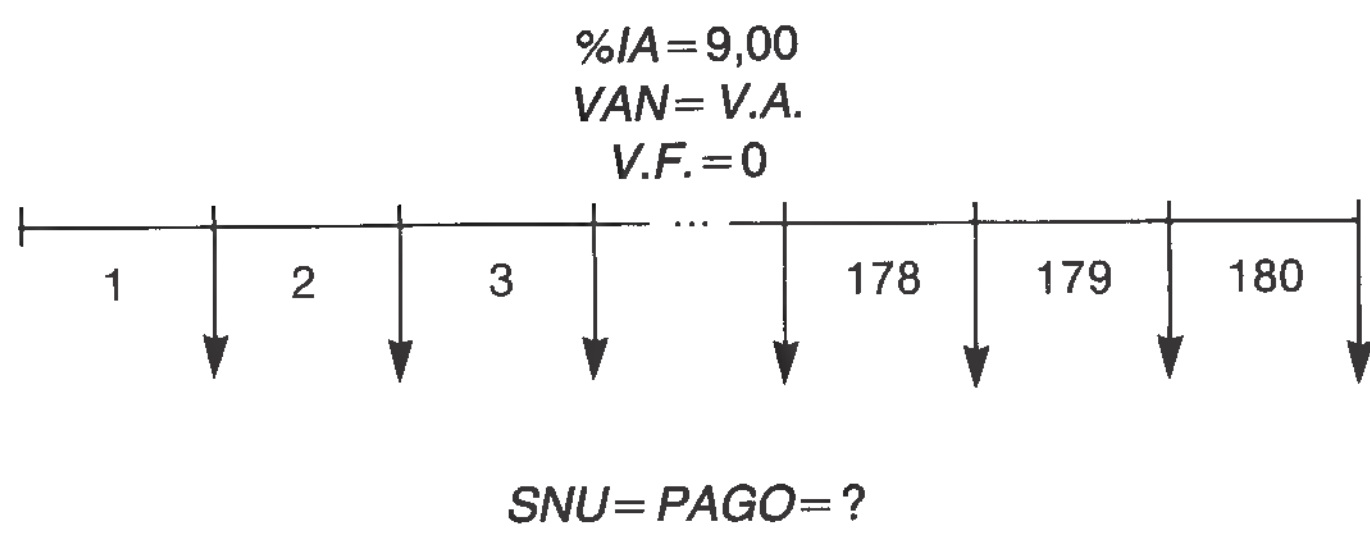 %IA=9,00
VAN= V.A.
V.F.=0
...
1 2 3 178 179 180
SNU=PAGO=?